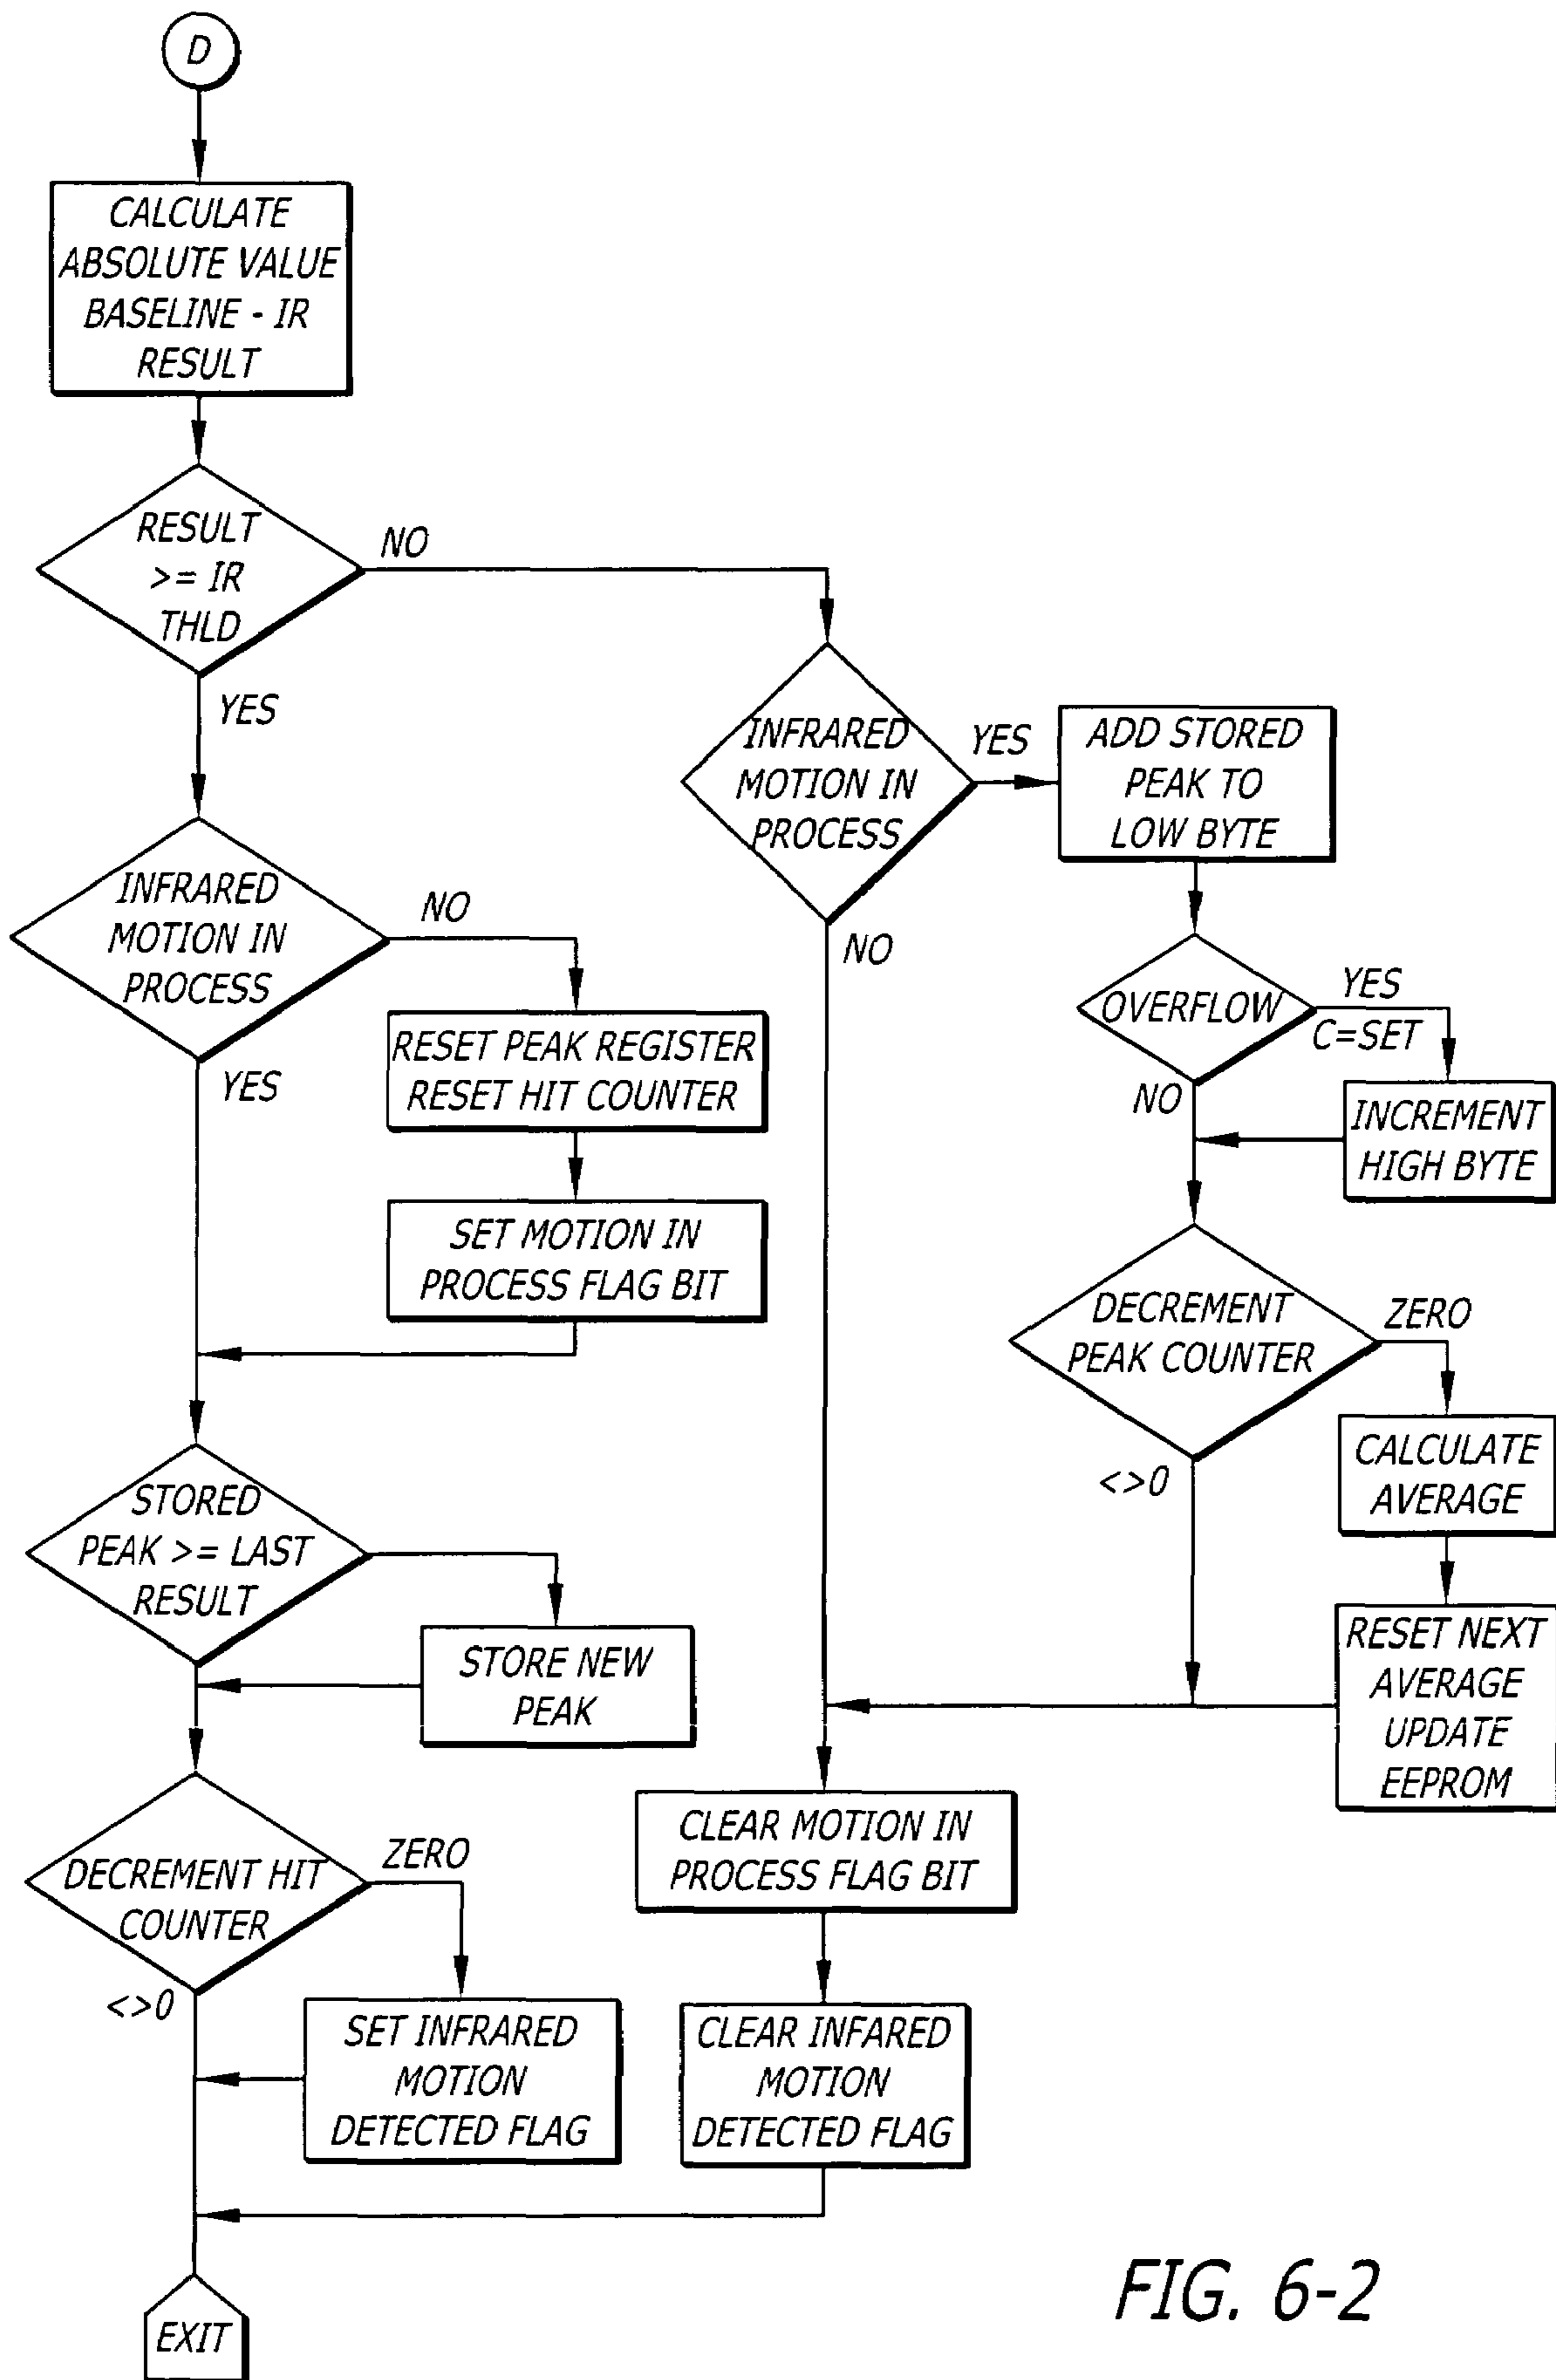 D
CALCULATE
ABSOLUTE VALUE
BASELINE - IR
RESULT
RESULT
>= IR
THLD
NO
YES
INFRARED
MOTION IN
PROCESS
YES
NO
ADD STORED
PEAK TO
LOW BYTE
INFRARED
MOTION IN
PROCESS
NO
YES
RESET PEAK REGISTER
RESET HIT COUNTER
SET MOTION IN
PROCESS FLAG BIT
OVERFLOW
YES
C=SET
NO
INCREMENT
HIGH BYTE
DECREMENT
PEAK COUNTER
ZERO
<>0
CALCULATE
AVERAGE
RESET NEXT
AVERAGE
UPDATE
EEPROM
STORED
PEAK >= LAST
RESULT
STORE NEW
PEAK
DECREMENT HIT
COUNTER
ZERO
<>0
SET INFRARED
MOTION
DETECTED FLAG
CLEAR MOTION IN
PROCESS FLAG BIT
CLEAR INFARED
MOTION
DETECTED FLAG
EXIT
FIG. 6-2